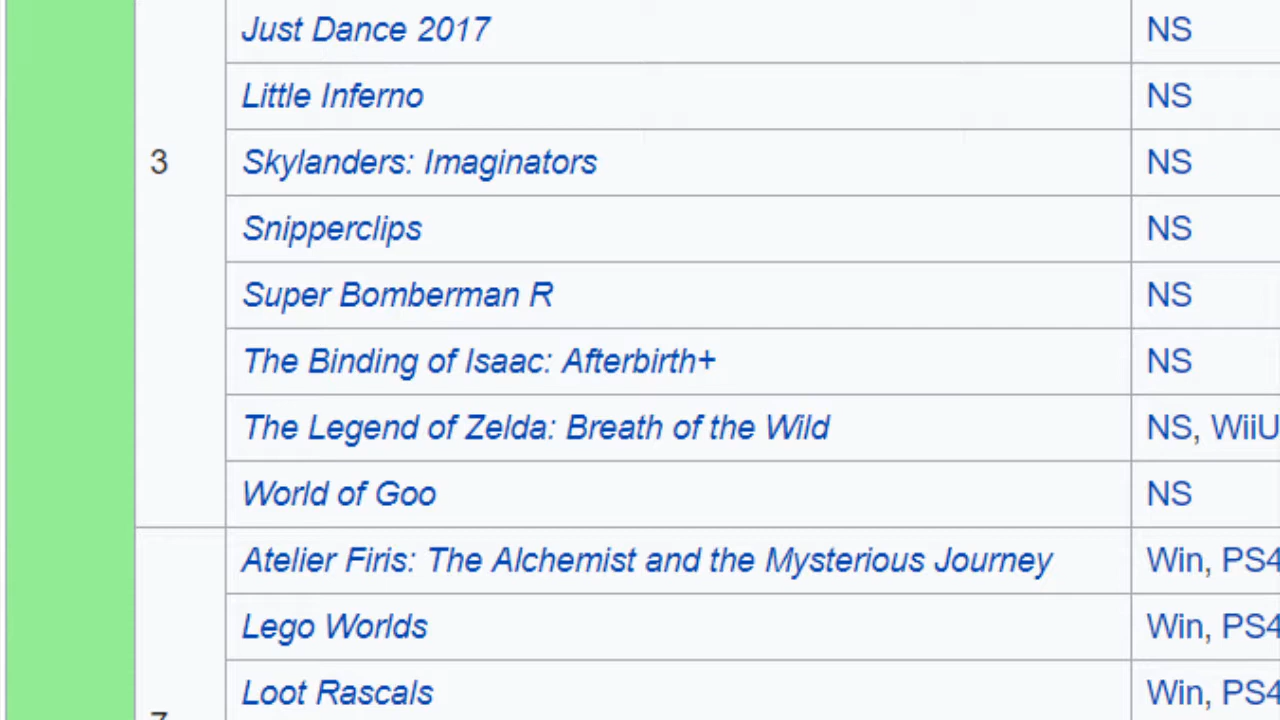 Just Dance 2017 NS
Little Inferno NS
3 Skylanders: Imaginators NS
Snipperclips NS
Super Bomberman R NS
The Binding of Isaac: Afterbirth+ NS
The Legend of Zelda: Breath of the Wild NS, WiiU
World of Goo NS
Atelier Firis: The Alchemist and the Mysterious Journey Win, PS4
Lego Worlds Win, PS4
Loot Rascals Win, PS4